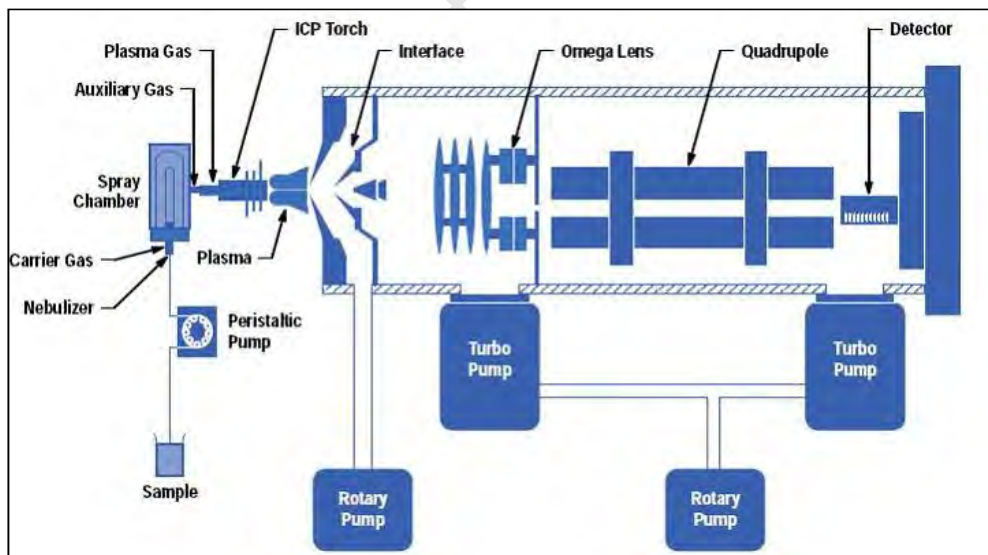 ICP Torch
Plasma Gas
Auxiliary Gas
Interface
Omega Lens
Quadrupole
Detector
Spray
Chamber
Carrier Gas
Nebulizer
Plasma
Peristaltic
Pump
Sample
Turbo
Pump
Turbo
Pump
Rotary
Pump
Rotary
Pump